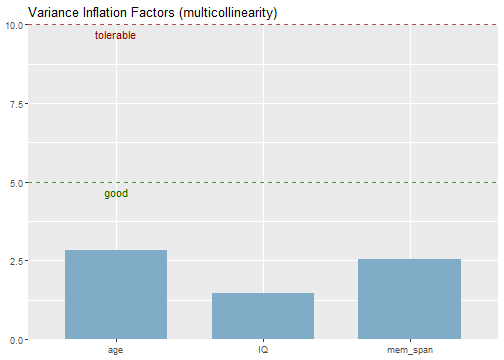 Variance Inflation Factors (multicollinearity)
10.0
tolerable
7.5
5.0
good
2.5
0.0
age
IQ
mem_span